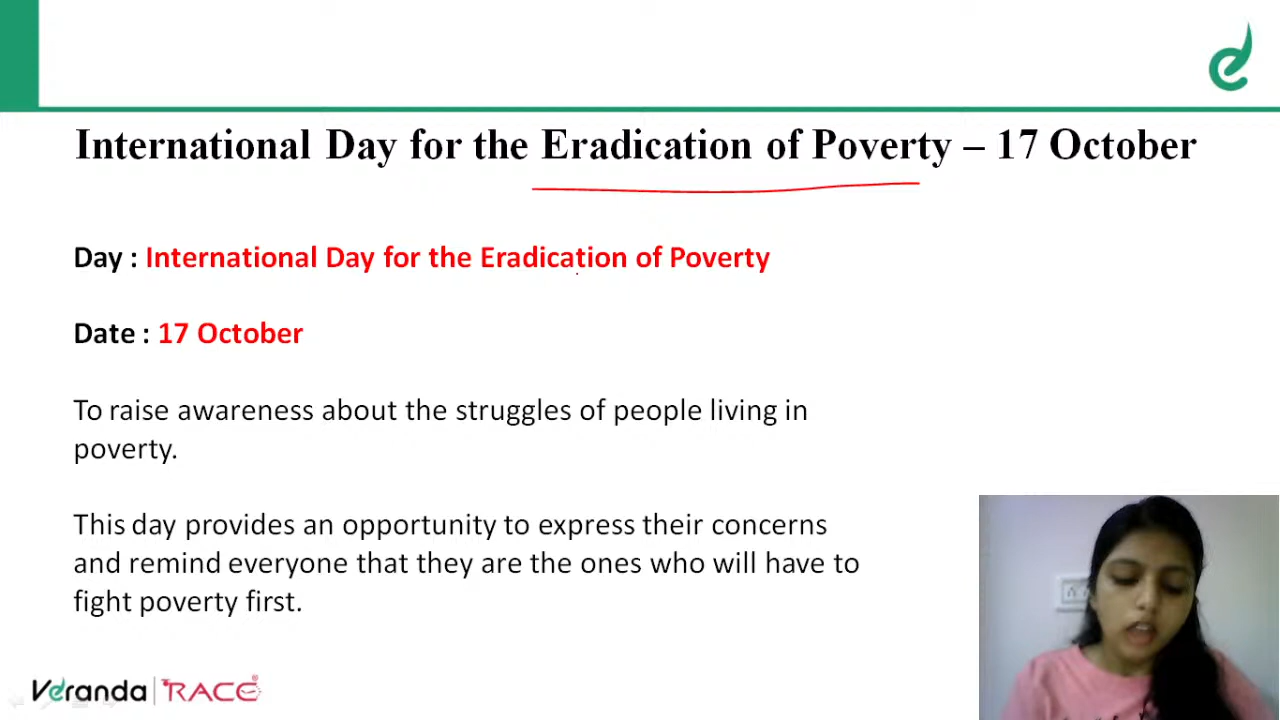 International Day for the Eradication of Poverty – 17 October
Day : International Day for the Eradication of Poverty
Date : 17 October
To raise awareness about the struggles of people living in
poverty.
This day provides an opportunity to express their concerns
and remind everyone that they are the ones who will have to
fight poverty first.
Veranda RACE